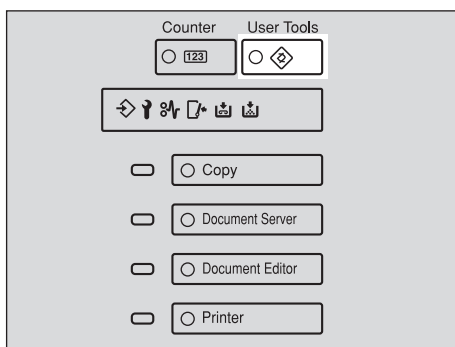 Counter User Tools
123
Copy
Document Server
Document Editor
Printer